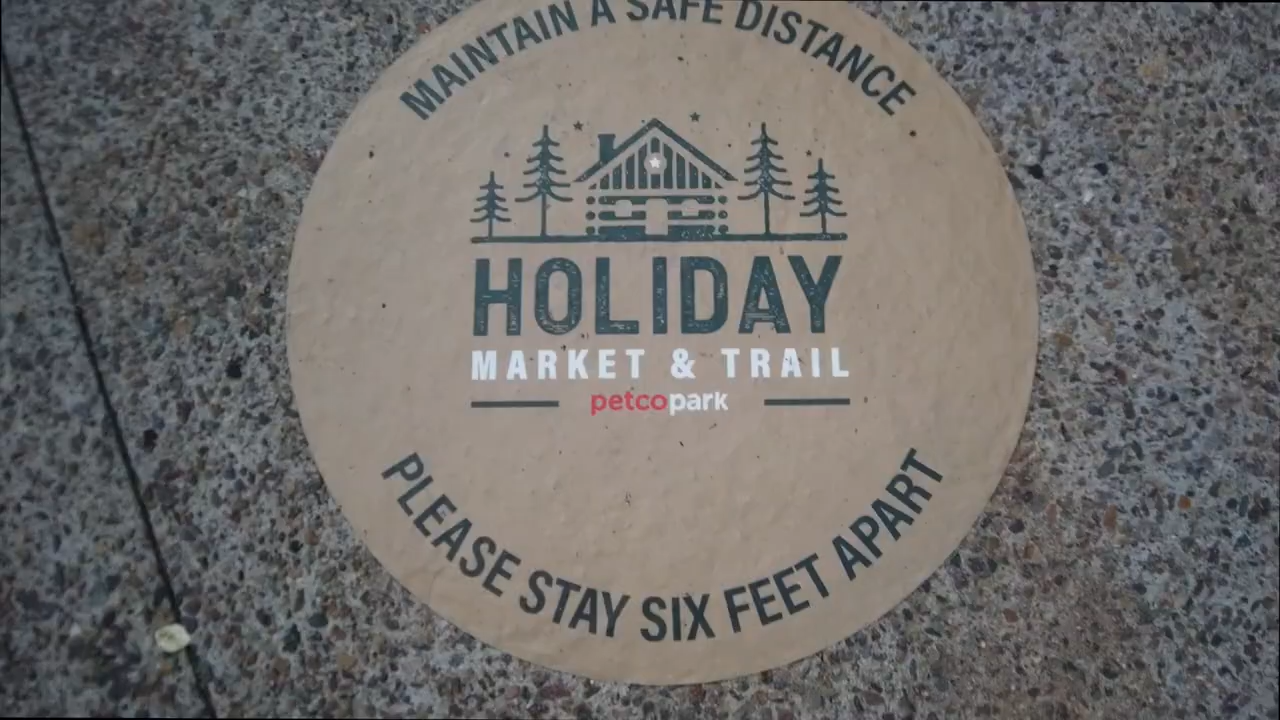 MAINTAIN A SAFE DISTANCE
HOLIDAY
MARKET & TRAIL
petcopark
PLEASE STAY SIX FEET APART